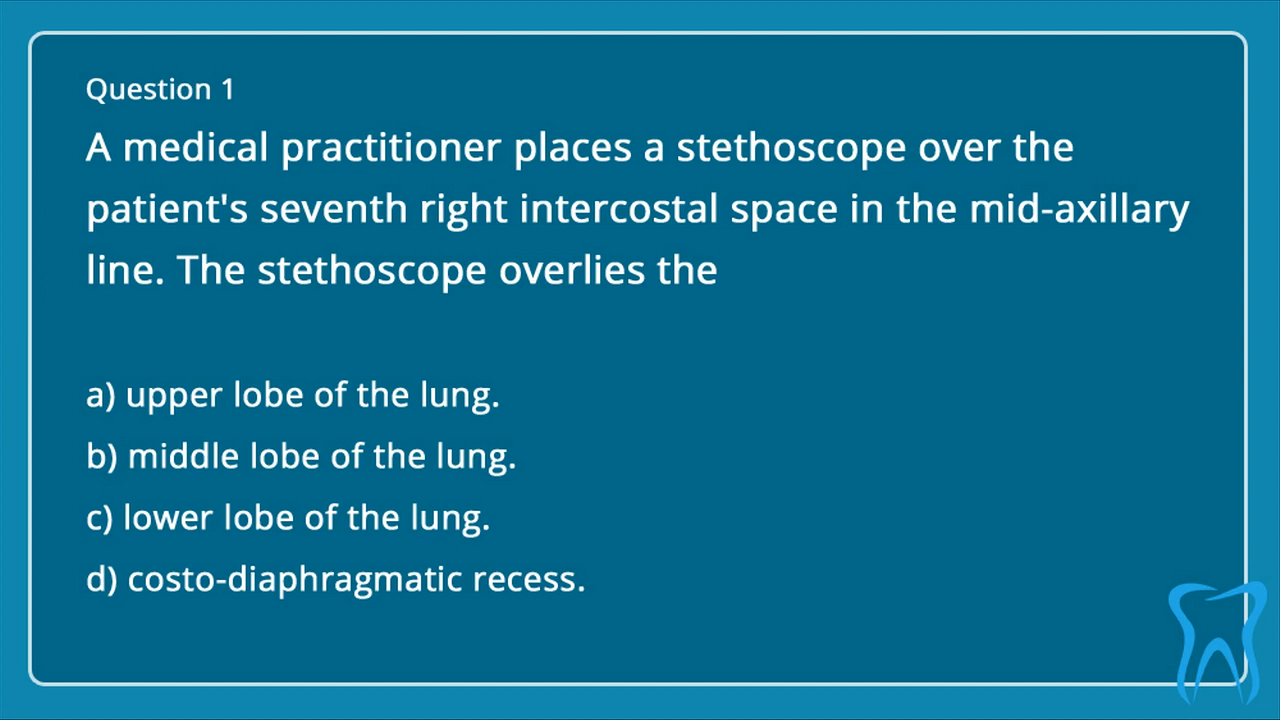 Question 1
A medical practitioner places a stethoscope over the
patient's seventh right intercostal space in the mid-axillary
line. The stethoscope overlies the
a) upper lobe of the lung.
b) middle lobe of the lung.
c) lower lobe of the lung.
d) costo-diaphragmatic recess.